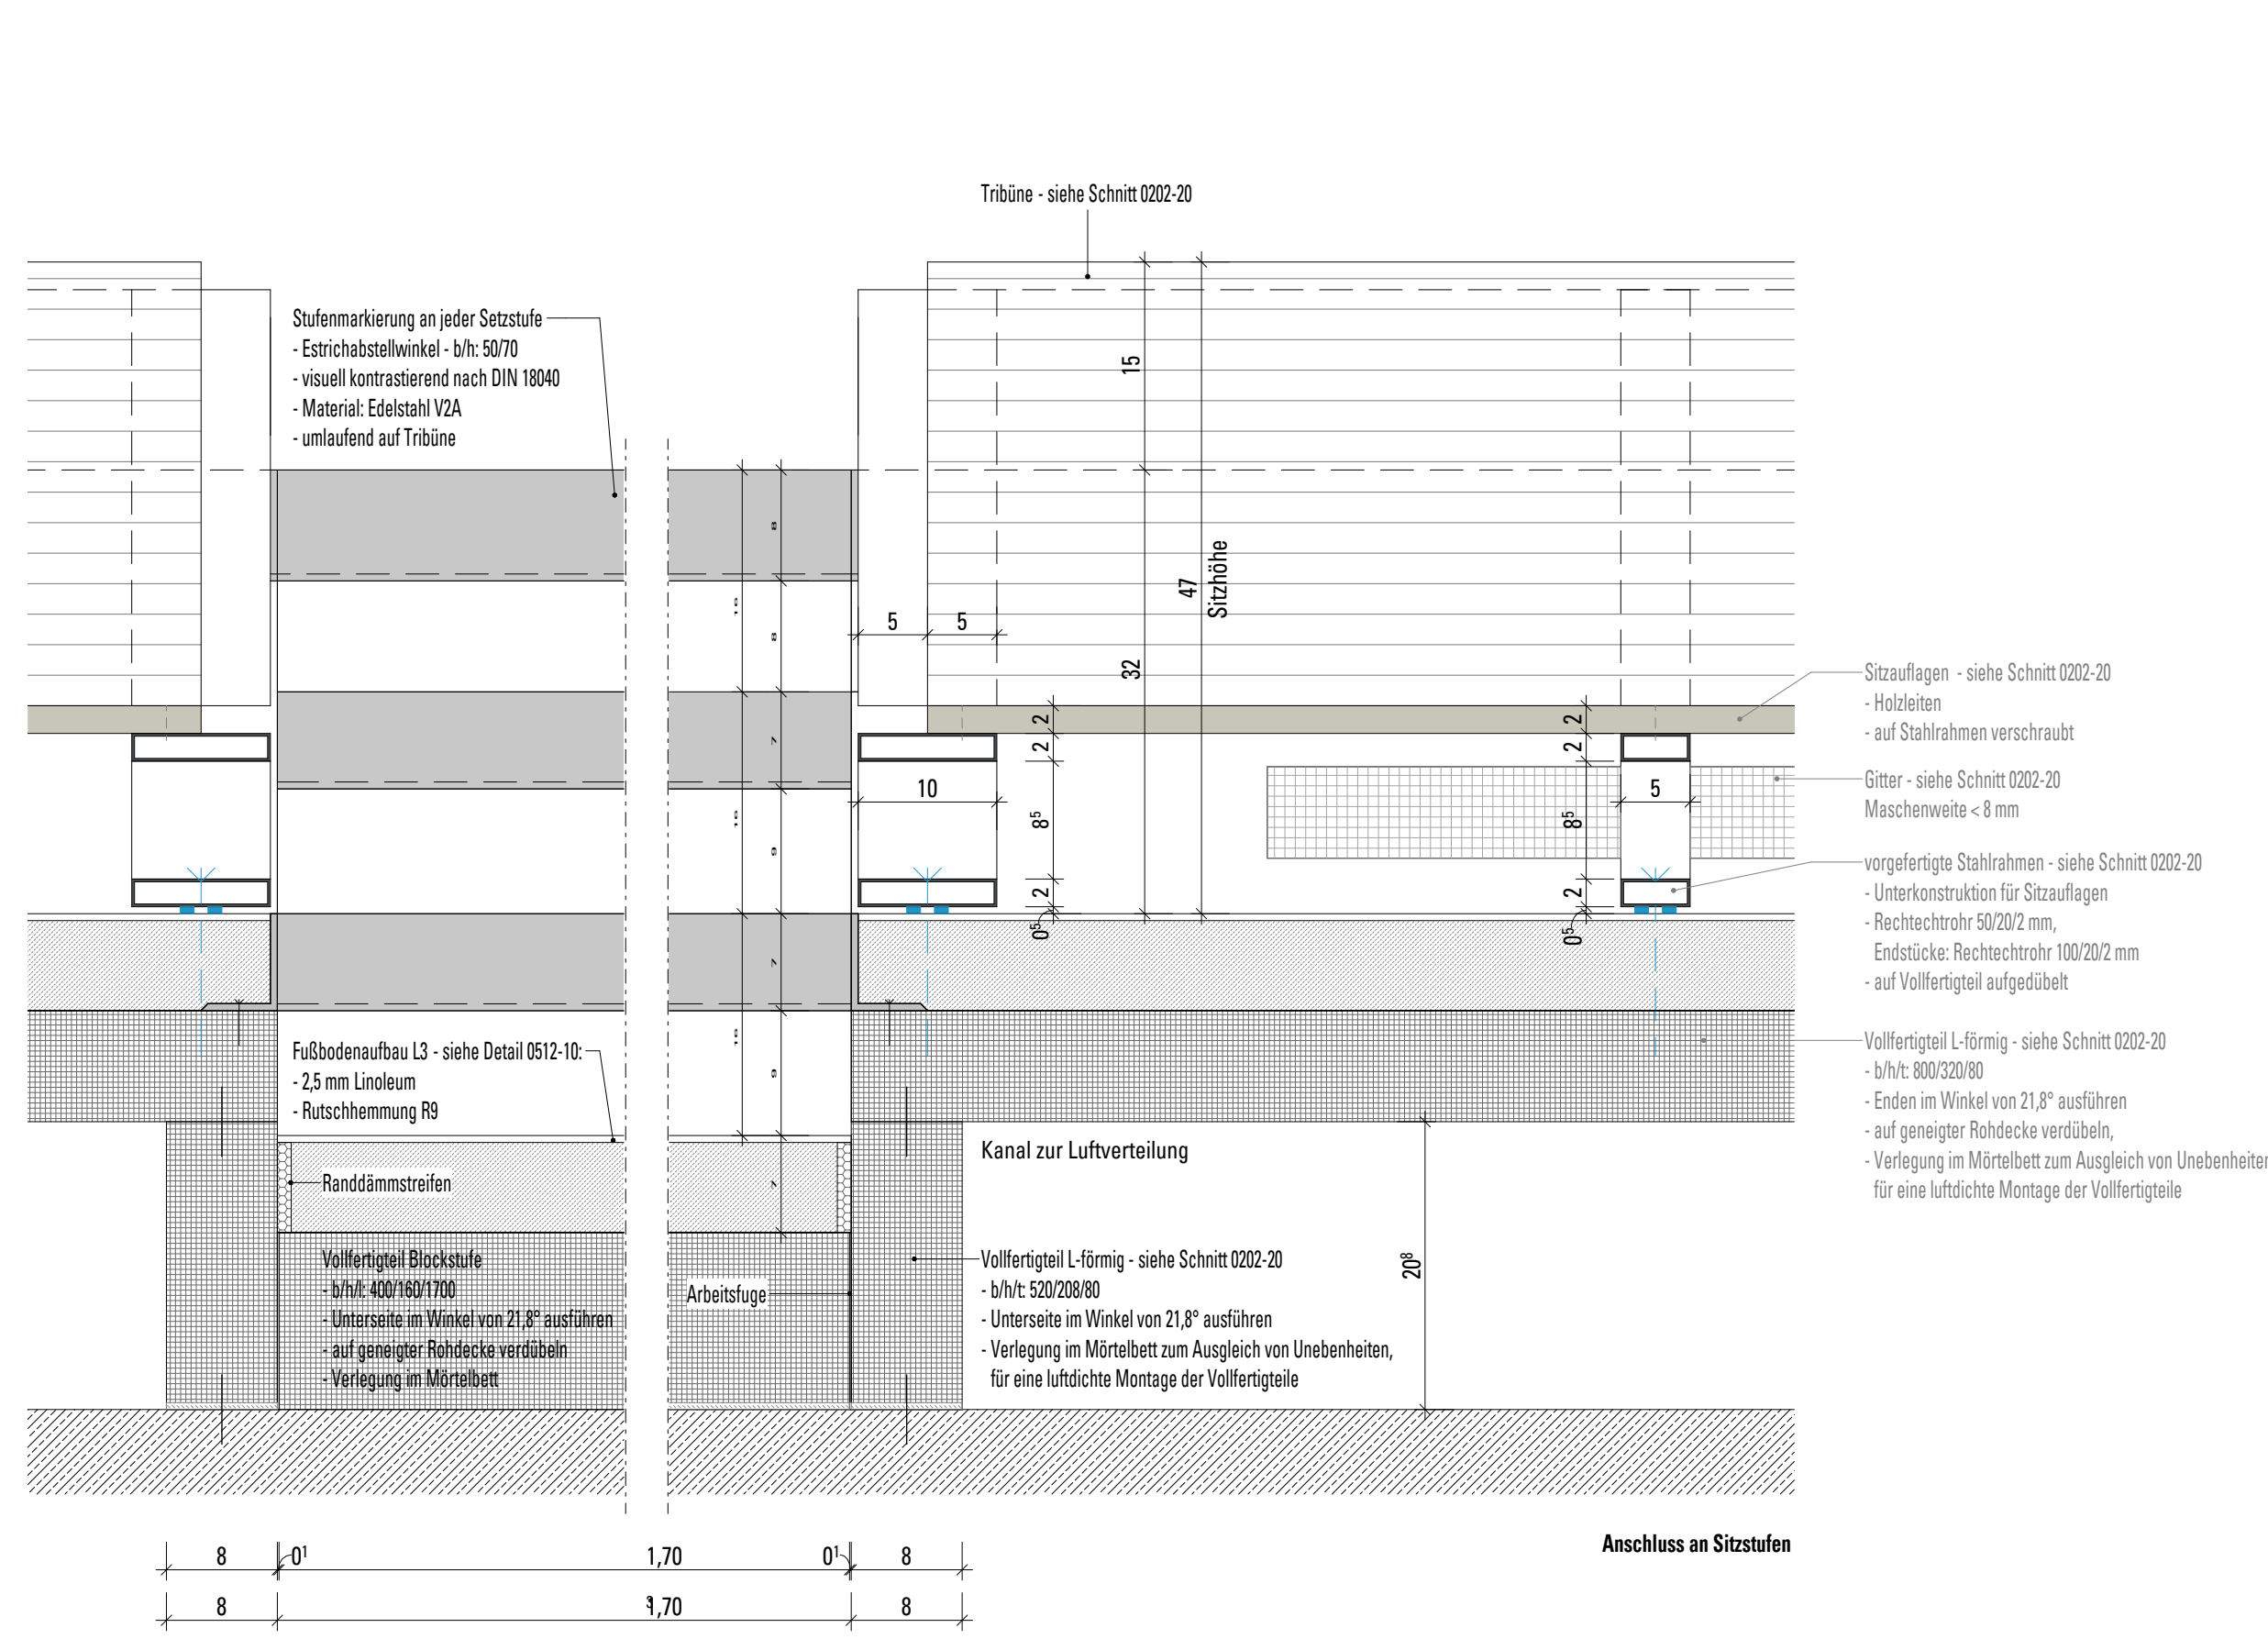 Tribüne - siehe Schnitt 0202-20
Stufenmarkierung an jeder Setzstufe
- Estrichabstellwinkel - b/h: 50/70
- visuell kontrastierend nach DIN 18040
- Material: Edelstahl V2A
- umlaufend auf Tribüne
15
47
Sitzhöhe
32
8
8
7
9
7
9
7
16
16
16
5
5
10
2
2
8⁵
2
0⁵
2
2
8⁵
2
0⁵
5
Sitzauflagen - siehe Schnitt 0202-20
- Holzleiten
- auf Stahlrahmen verschraubt
Gitter - siehe Schnitt 0202-20
Maschenweite < 8 mm
vorgefertigte Stahlrahmen - siehe Schnitt 0202-20
- Unterkonstruktion für Sitzauflagen
- Rechtechtrohr 50/20/2 mm,
Endstücke: Rechtechtrohr 100/20/2 mm
- auf Vollfertigteil aufgedübelt
Vollfertigteil L-förmig - siehe Schnitt 0202-20
- b/h/t: 800/320/80
- Enden im Winkel von 21,8° ausführen
- auf geneigter Rohdecke verdübeln,
- Verlegung im Mörtelbett zum Ausgleich von Unebenheiten
für eine luftdichte Montage der Vollfertigteile
Fußbodenaufbau L3 - siehe Detail 0512-10:
- 2,5 mm Linoleum
- Rutschhemmung R9
Randdämmstreifen
Kanal zur Luftverteilung
Vollfertigteil Blockstufe
- b/h/l: 400/160/1700
- Unterseite im Winkel von 21,8° ausführen
- auf geneigter Rohdecke verdübeln
- Verlegung im Mörtelbett
Arbeitsfuge
Vollfertigteil L-förmig - siehe Schnitt 0202-20
- b/h/t: 520/208/80
- Unterseite im Winkel von 21,8° ausführen
- Verlegung im Mörtelbett zum Ausgleich von Unebenheiten,
für eine luftdichte Montage der Vollfertigteile
20⁸
Anschluss an Sitzstufen
8 0¹ 1,70 0¹ 8
8 1,70 8